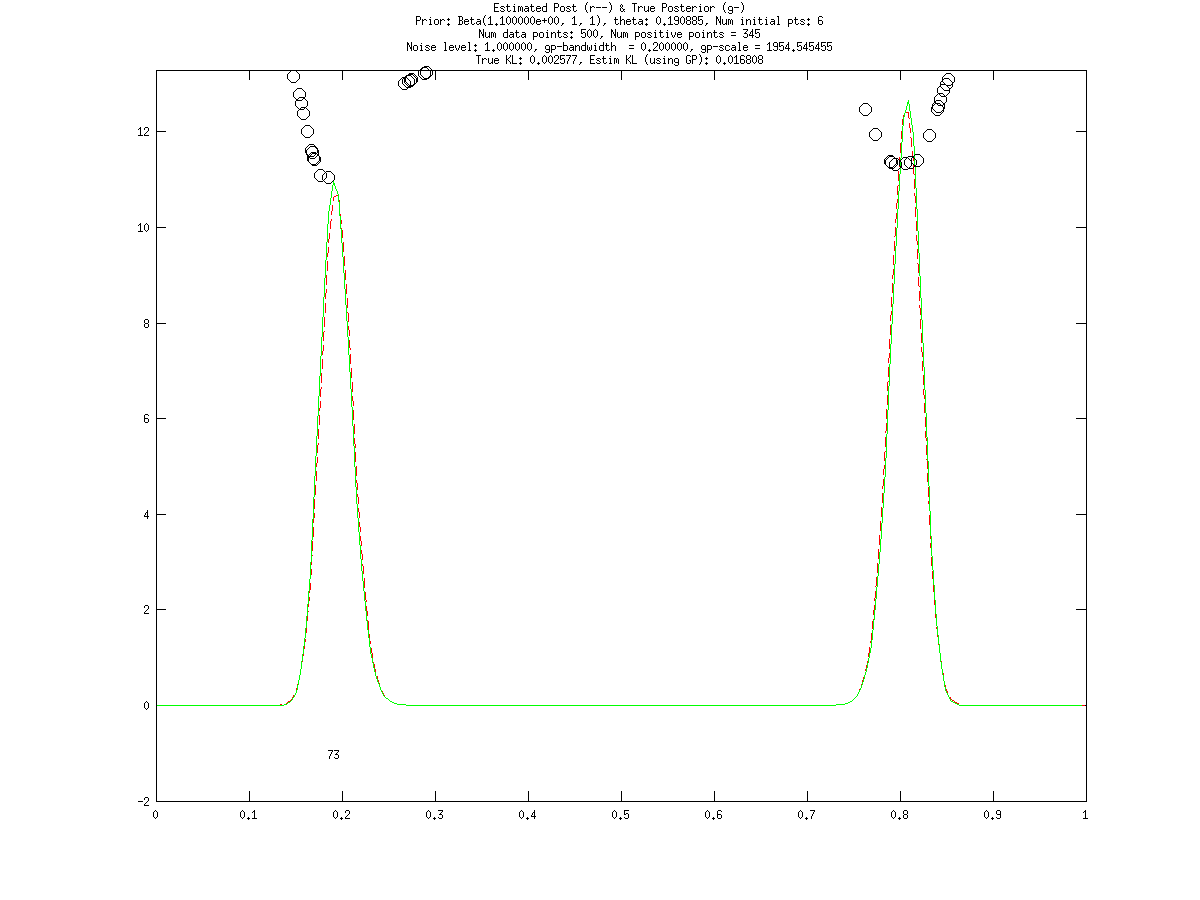 Estimated Post (r--) & True Posterior (g-)
Prior: Beta(1.100000e+00, 1, 1), theta: 0.190885, Num initial pts: 6
Num data points: 500, Num positive points = 345
Noise level: 1.000000, gp-bandwidth  = 0.200000, gp-scale = 1954.545455
True KL: 0.002577, Estim KL (using GP): 0.016808
12
10
8
6
4
2
0
73
-2
0 0.1 0.2 0.3 0.4 0.5 0.6 0.7 0.8 0.9 1